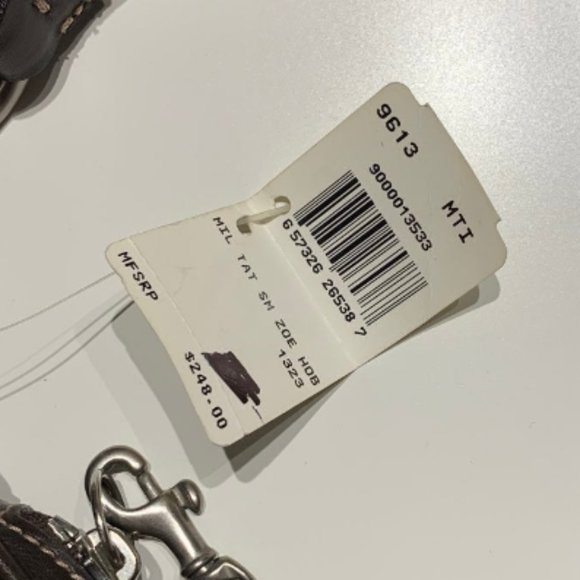 9613 MTI
9000013533
6 57326 26538 7
MIL TAT SM ZOE HOB
1323
MFSRP $248.00